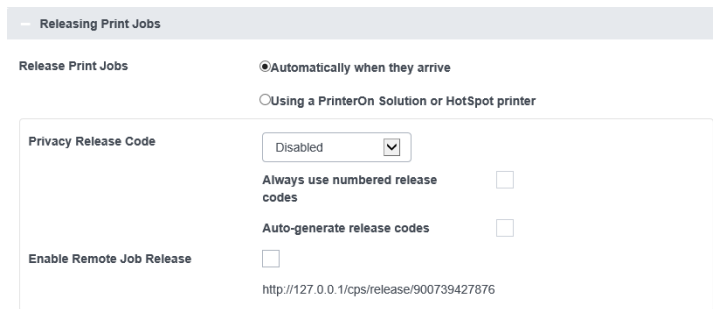 Releasing Print Jobs
Release Print Jobs
Automatically when they arrive
Using a PrinterOn Solution or HotSpot printer
Privacy Release Code
Disabled
Always use numbered release
codes
Auto-generate release codes
Enable Remote Job Release
http://127.0.0.1/cps/release/900739427876